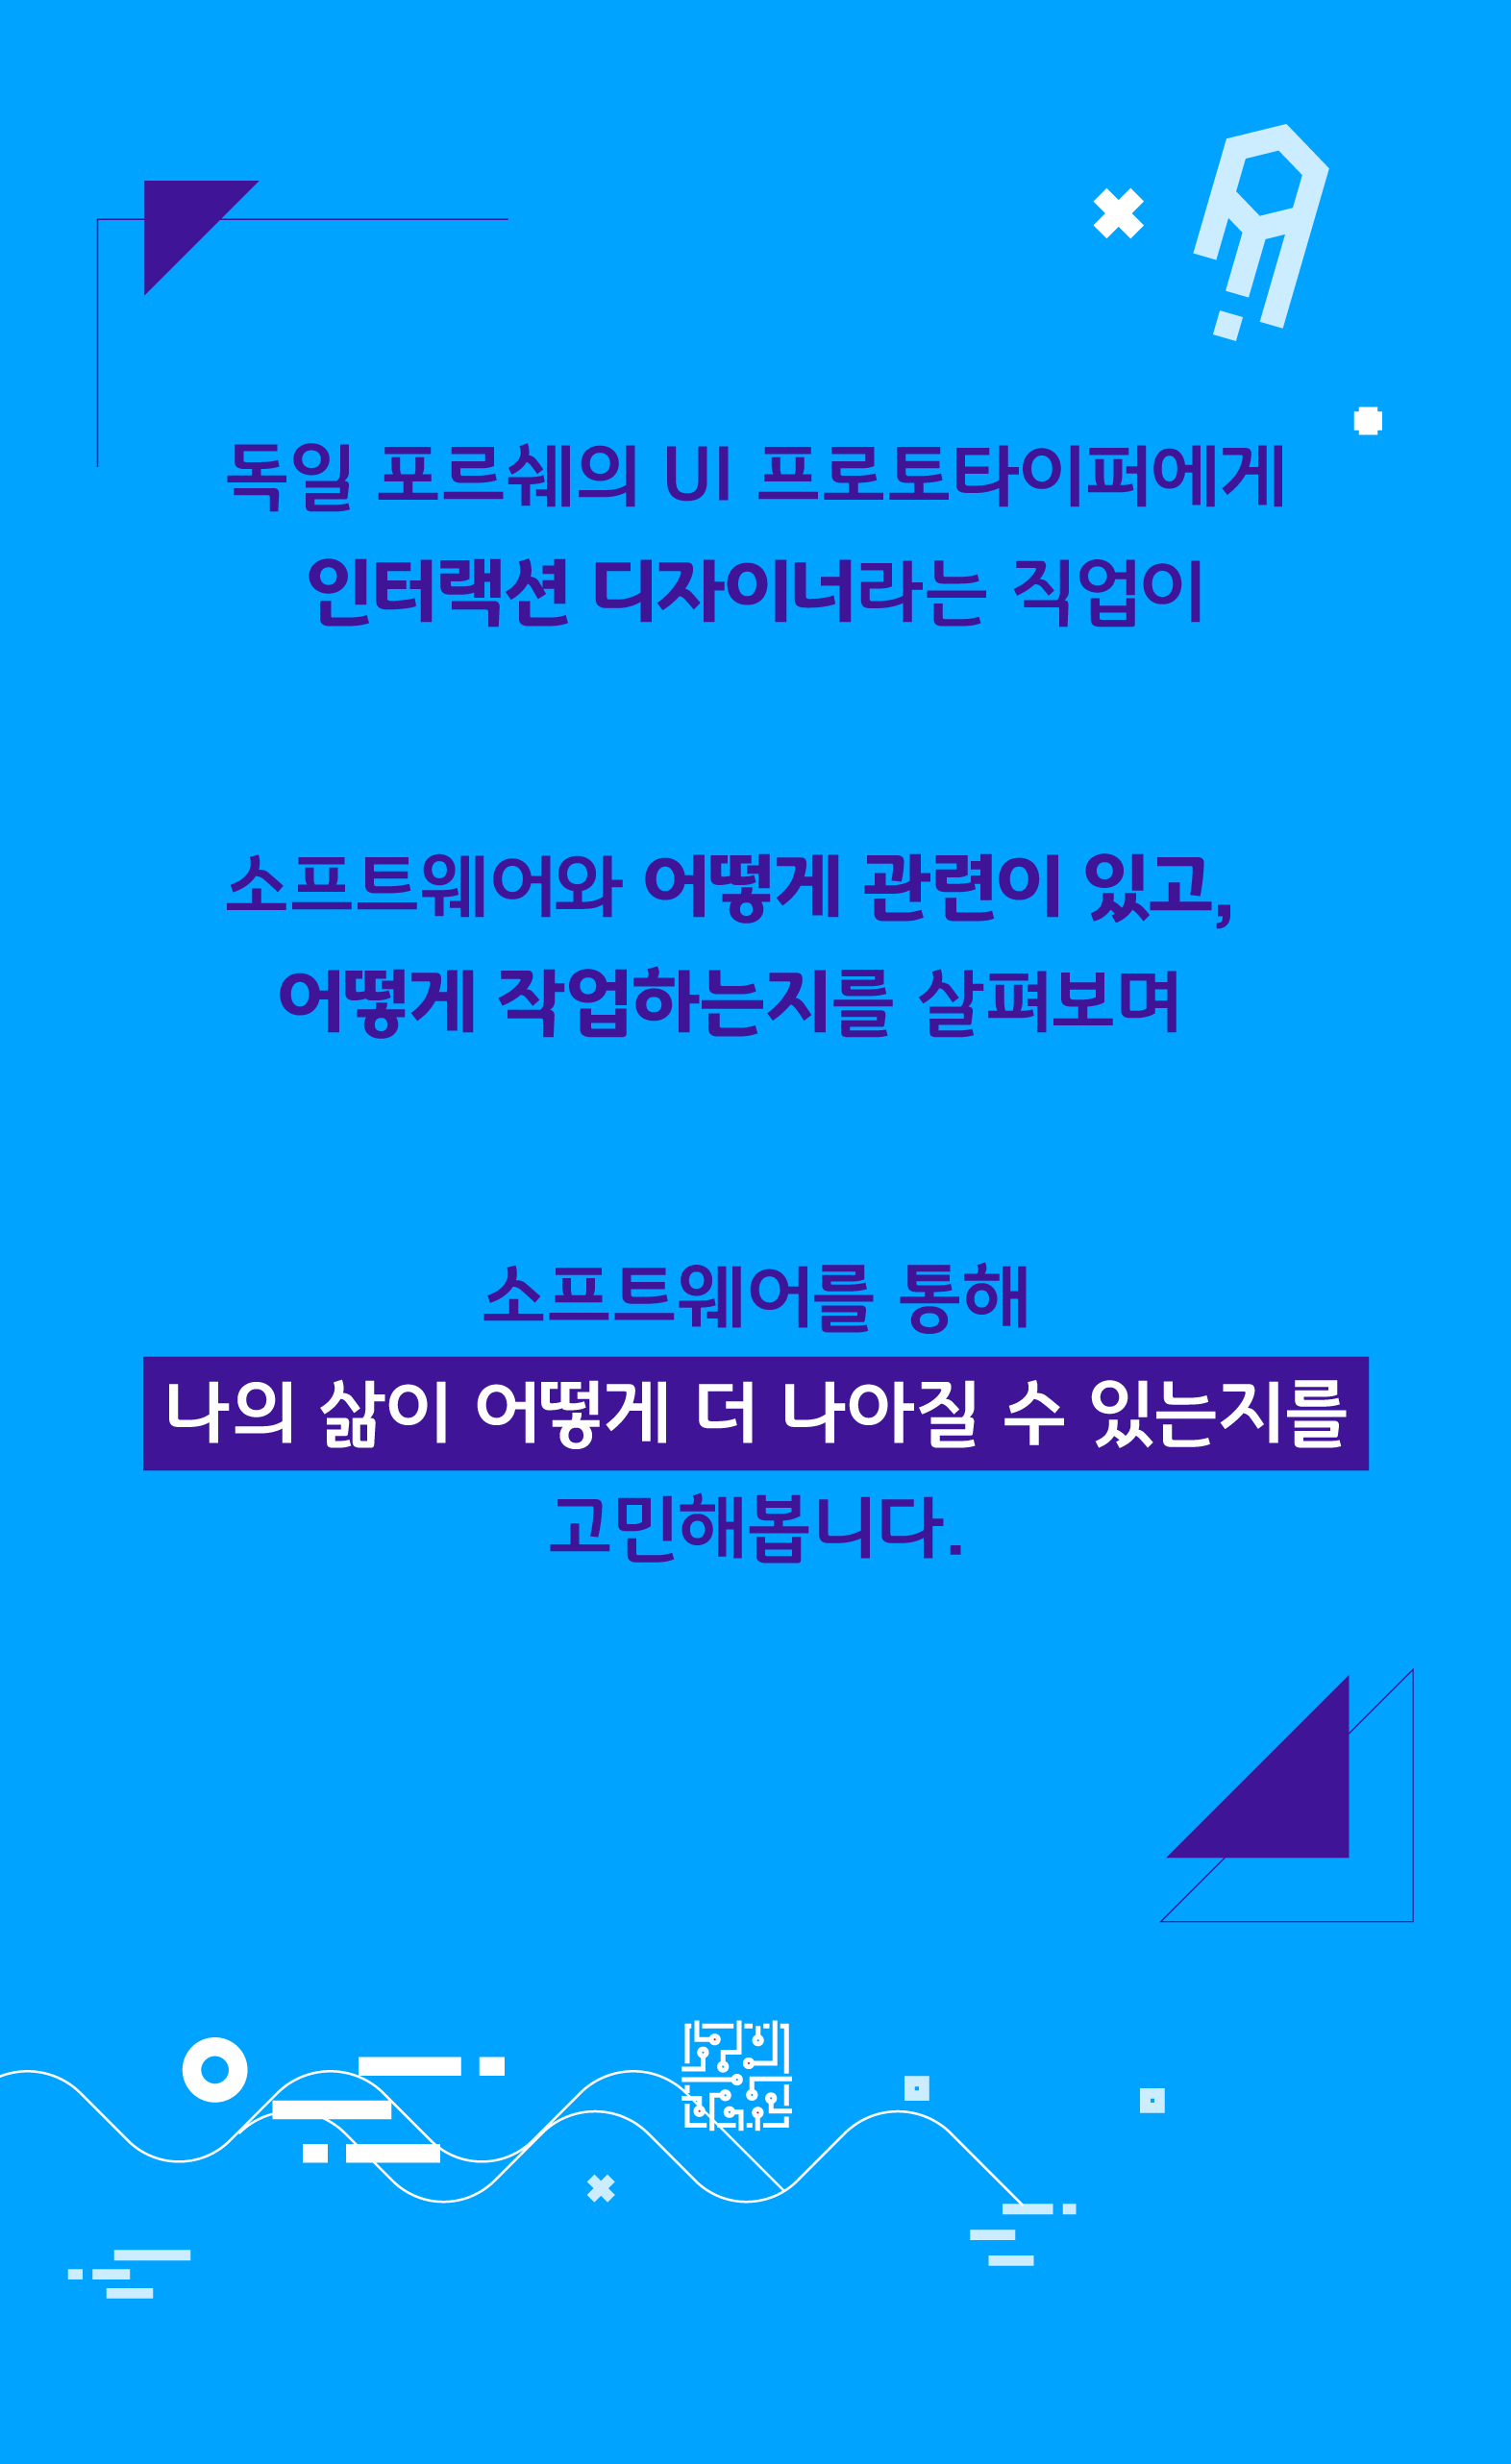 독일 포르쉐의 UI 프로토타이퍼에게
인터랙션 디자이너라는 직업이
소프트웨어와 어떻게 관련이 있고,
어떻게 작업하는지를 살펴보며
소프트웨어를 통해
나의 삶이 어떻게 더 나아질 수 있는지를
고민해봅니다.